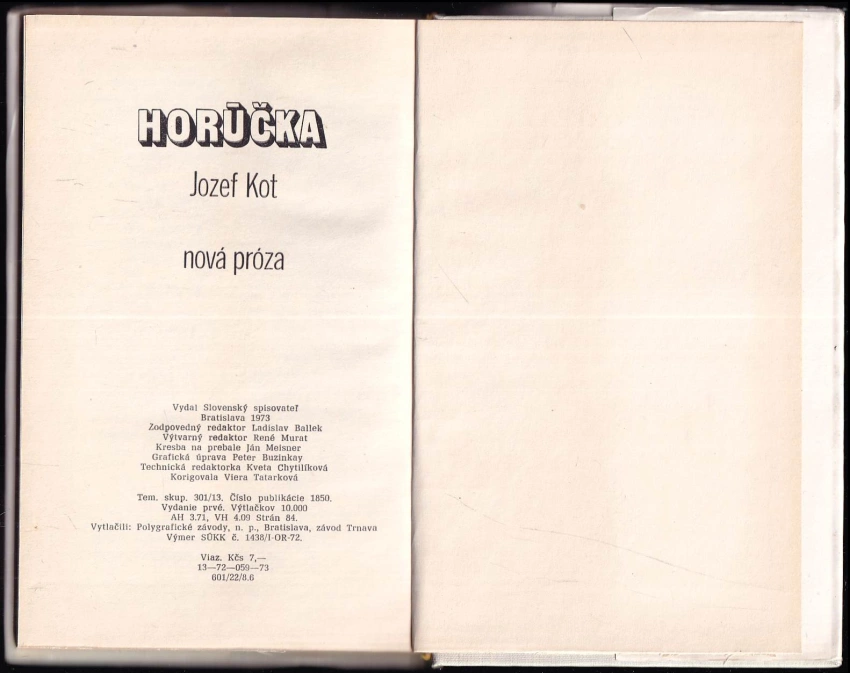 HORÚČKA
Jozef Kot
nová próza
Vydal Slovenský spisovateľ
Bratislava 1973
Zodpovedný redaktor Ladislav Ballek
Výtvarný redaktor René Murat
Kresba na prebale Ján Meisner
Grafická úprava Peter Buzinkay
Technická redaktorka Kveta Chytilíková
Korigovala Viera Tatarková
Tem. skup. 301/13. Číslo publikácie 1850.
Vydanie prvé. Výtlačkov 10.000
AH 3.71, VH 4.09 Strán 84.
Vytlačili: Polygrafické závody, n. p., Bratislava, závod Trnava
Výmer SÚKK č. 1438/I-OR-72.
Viaz. Kčs 7,—
13—72—059—73
601/22/8.6